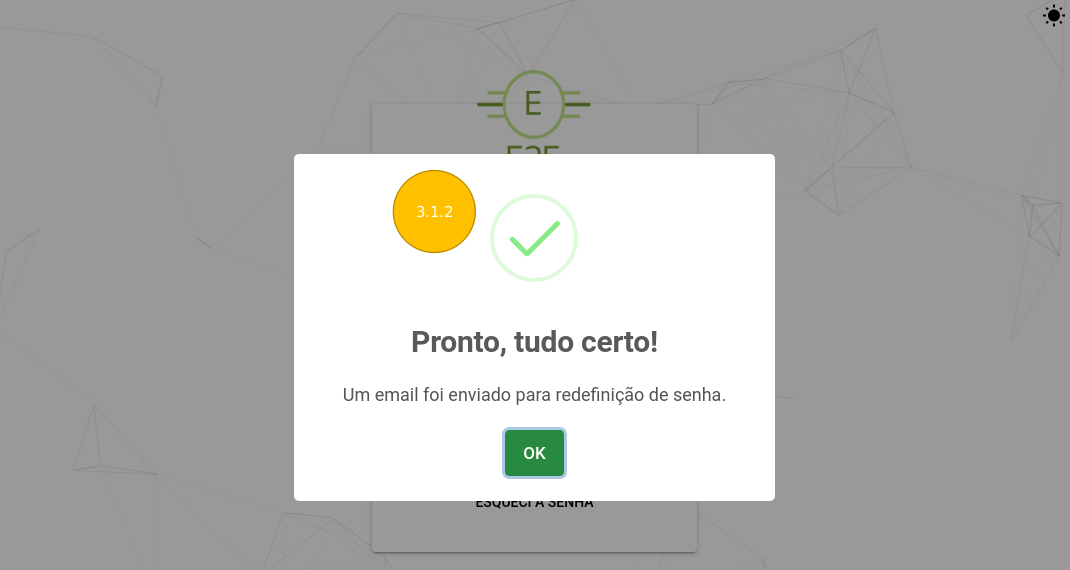 E
3.1.2
Pronto, tudo certo!
Um email foi enviado para redefinição de senha.
OK
ESQUECI A SENHA